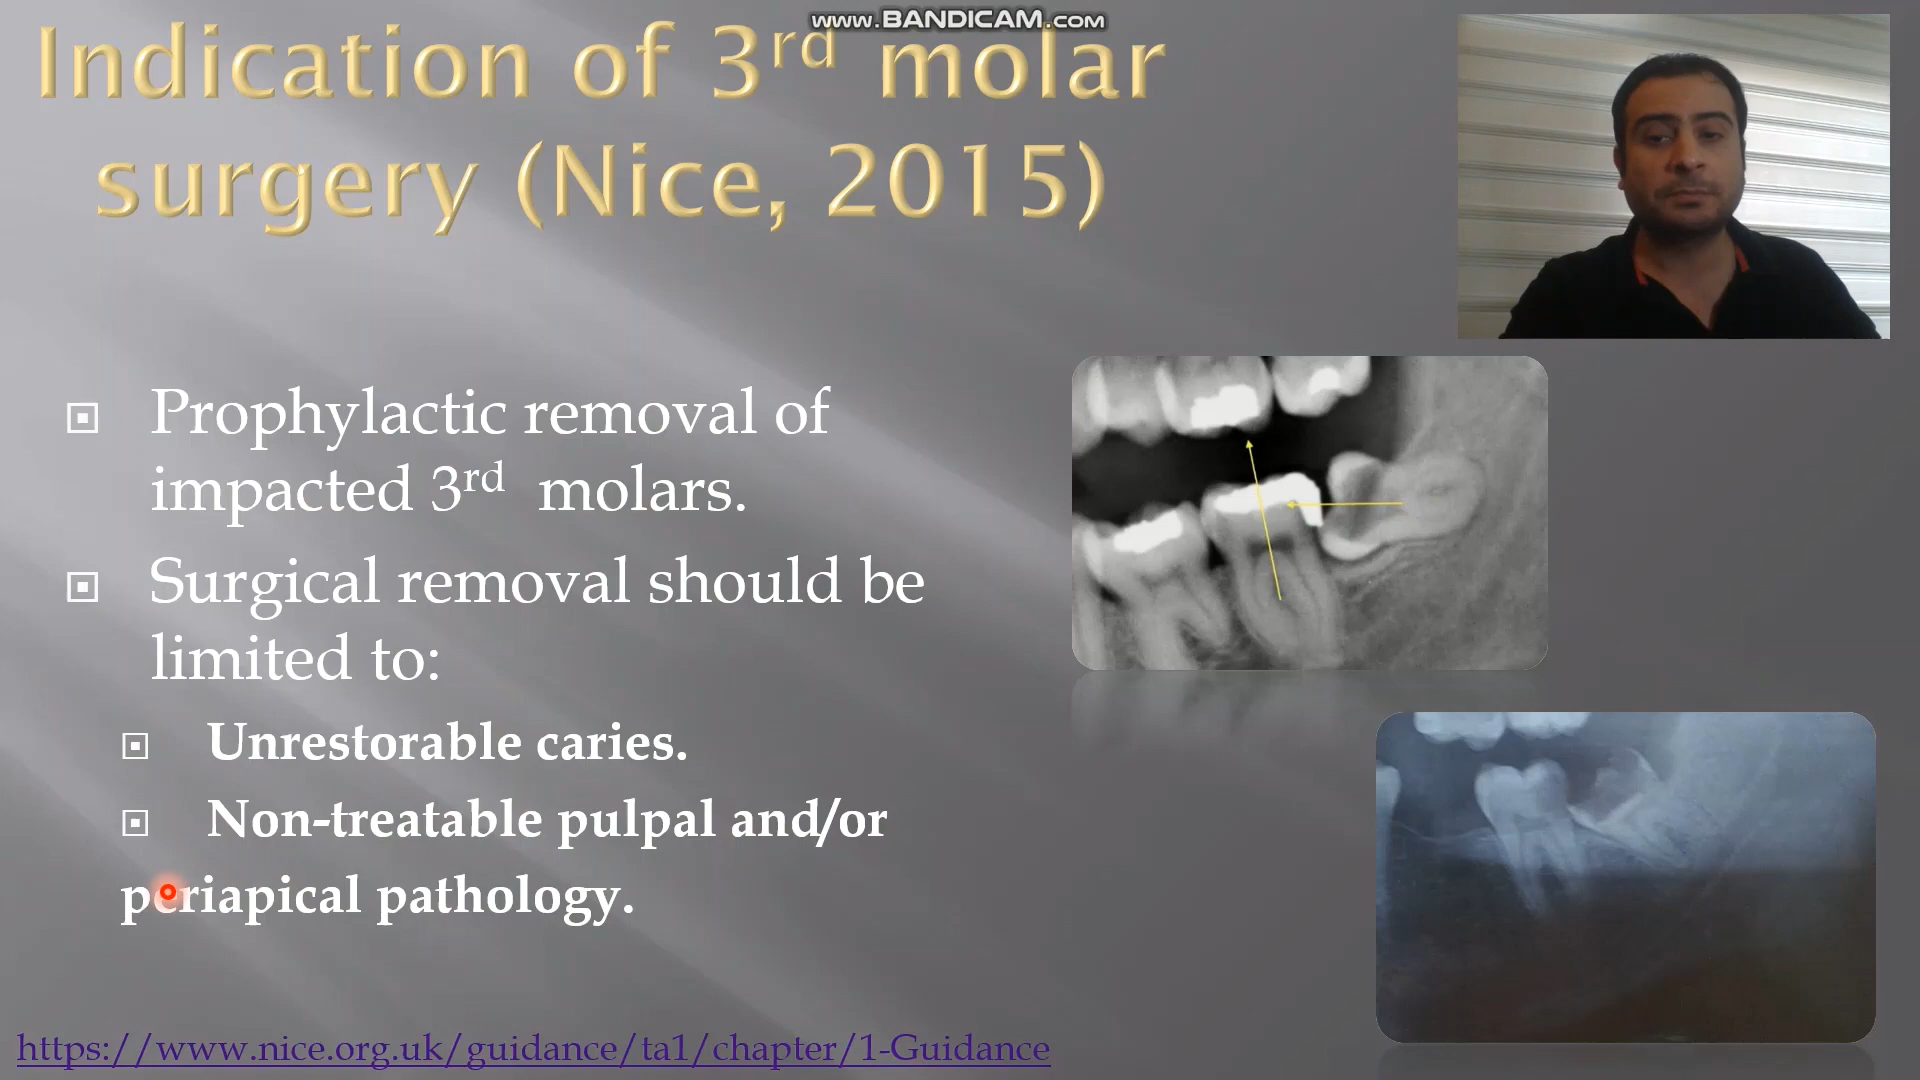 www.BANDICAM.com
Indication of 3rd molar
surgery (Nice, 2015)
Prophylactic removal of
impacted 3rd molars.
Surgical removal should be
limited to:
Unrestorable caries.
Non-treatable pulpal and/or
periapical pathology.
https://www.nice.org.uk/guidance/ta1/chapter/1-Guidance